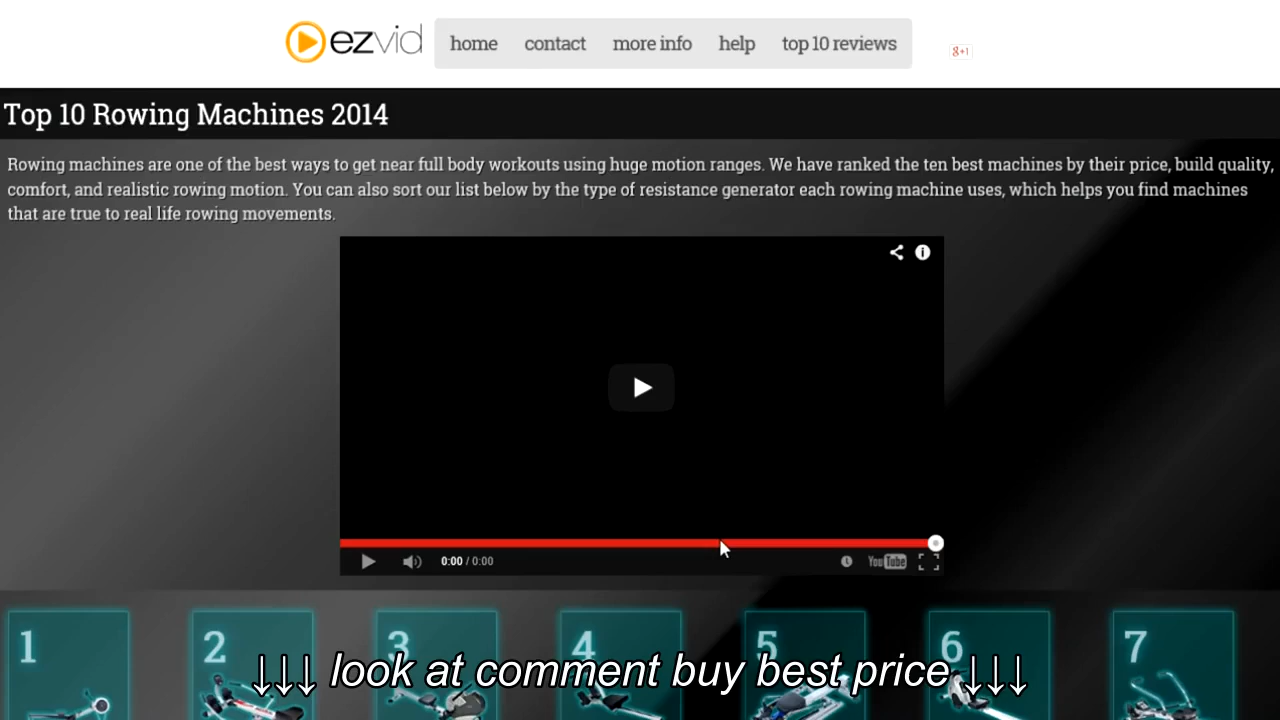 ezvid
home contact more info help top 10 reviews
g+1
Top 10 Rowing Machines 2014
Rowing machines are one of the best ways to get near full body workouts using huge motion ranges. We have ranked the ten best machines by their price, build quality,
comfort, and realistic rowing motion. You can also sort our list below by the type of resistance generator each rowing machine uses, which helps you find machines
that are true to real life rowing movements.
0:00 / 0:00
YouTube
1 2 3 4 5 6 7
↓↓↓ look at comment buy best price ↓↓↓